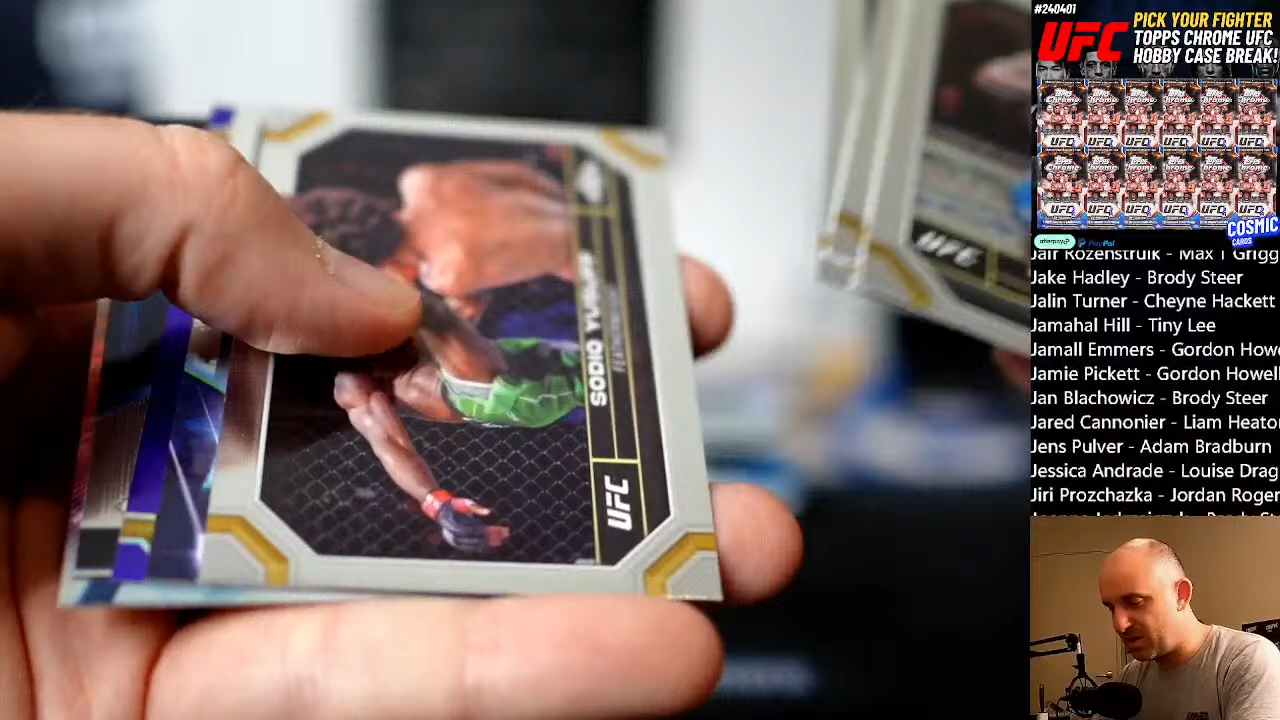 #240401
UFC
PICK YOUR FIGHTER
TOPPS CHROME UFC
HOBBY CASE BREAK!
COSMIC
CARDS
afterpay
PayPal
Jair Rozenstruik - Max T Grigg
Jake Hadley - Brody Steer
Jalin Turner - Cheyne Hackett
Jamahal Hill - Tiny Lee
Jamall Emmers - Gordon Howe
Jamie Pickett - Gordon Howell
Jan Blachowicz - Brody Steer
Jared Cannonier - Liam Heaton
Jens Pulver - Adam Bradburn
Jessica Andrade - Louise Drag
Jiri Prozchazka - Jordan Roger
SODIQ YUSUFF
UFC
UFC